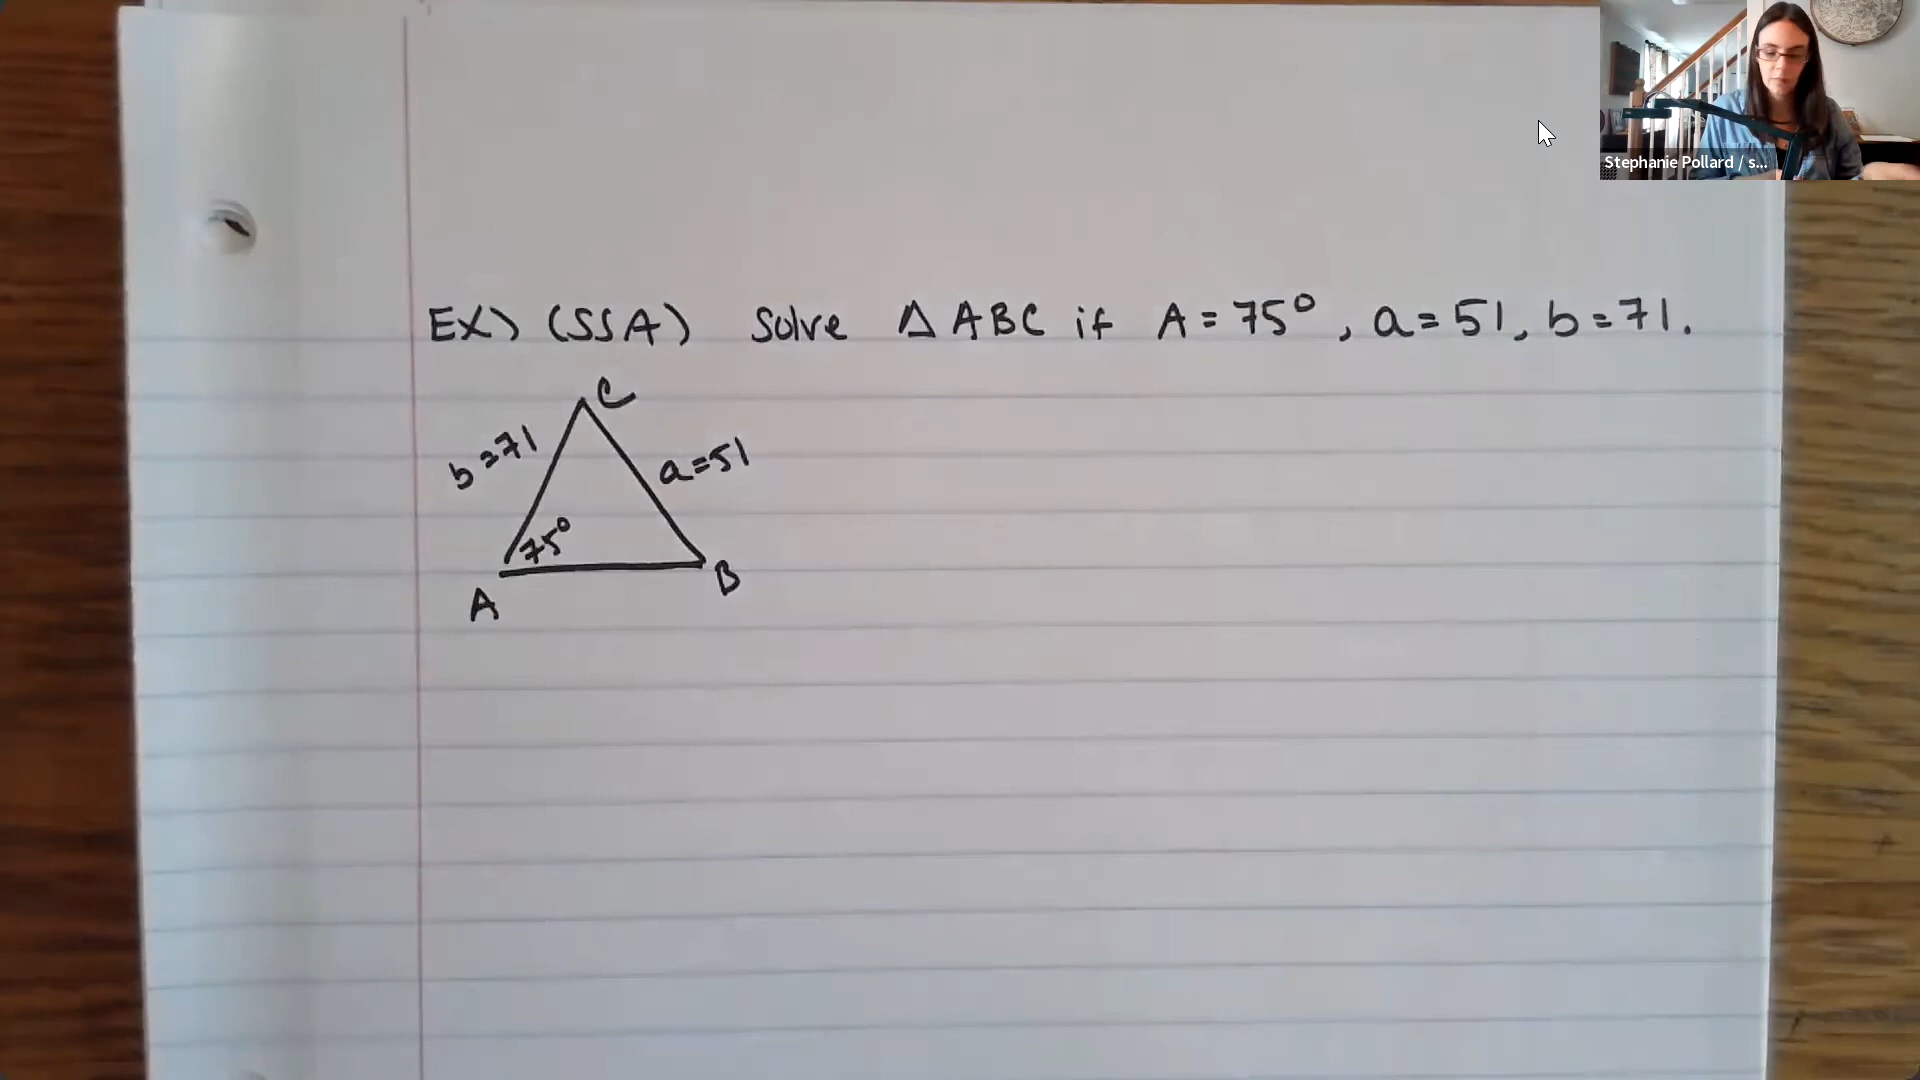 Stephanie Pollard / s...
EX) (SSA) Solve △ABC if A=75°, a=51, b=71.
C
b=71
a=51
75°
A
B